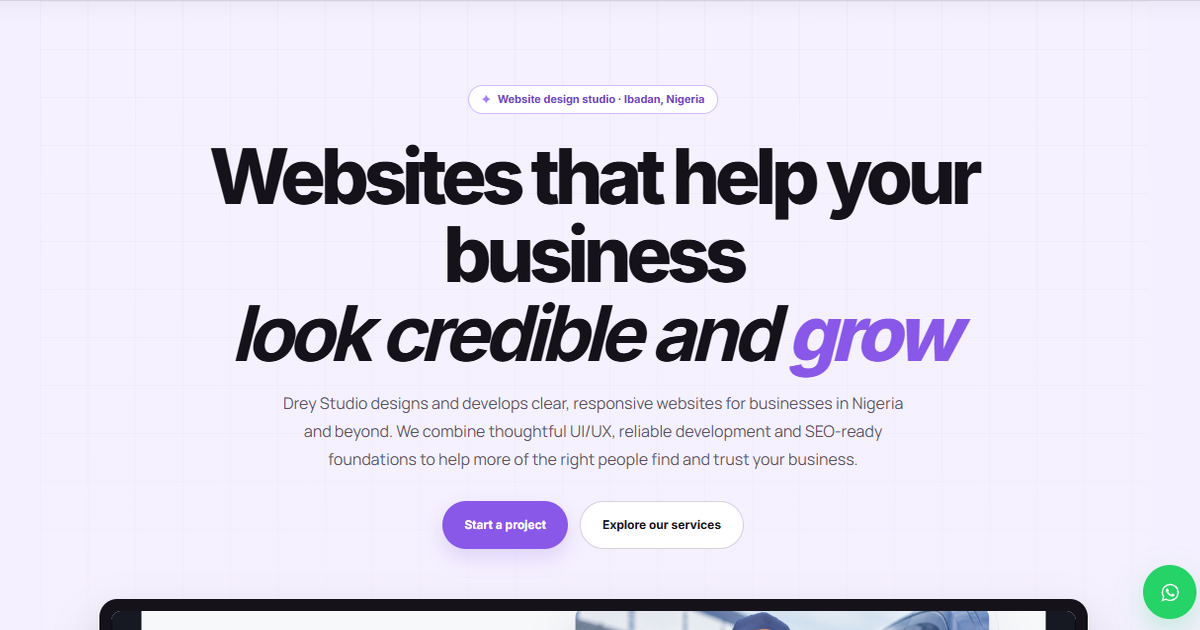 Website design studio · Ibadan, Nigeria
Websites that help your
business
look credible and grow
Drey Studio designs and develops clear, responsive websites for businesses in Nigeria
and beyond. We combine thoughtful UI/UX, reliable development and SEO-ready
foundations to help more of the right people find and trust your business.
Start a project
Explore our services